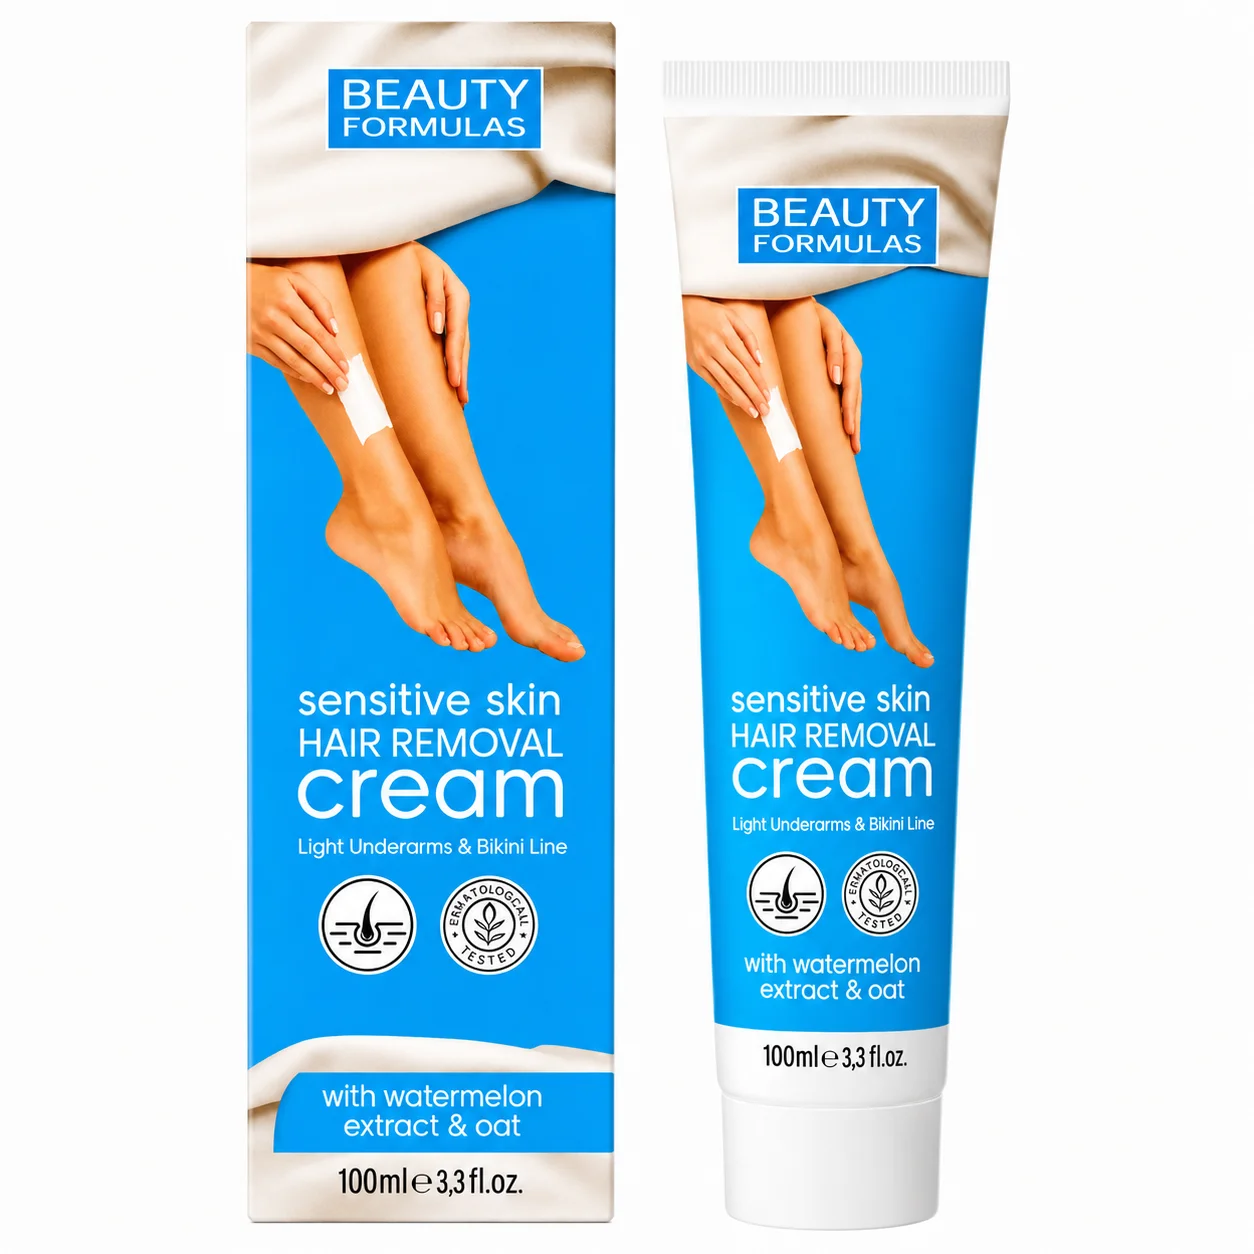 BEAUTY
FORMULAS
sensitive skin
HAIR REMOVAL
cream
Light Underarms & Bikini Line
ERMATOLOGCALL
TESTED
with watermelon
extract & oat
100ml e 3,3 fl.oz.
BEAUTY
FORMULAS
sensitive skin
HAIR REMOVAL
cream
Light Underarms & Bikini Line
ERMATOLOGCALL
TESTED
with watermelon
extract & oat
100ml e 3,3 fl.oz.